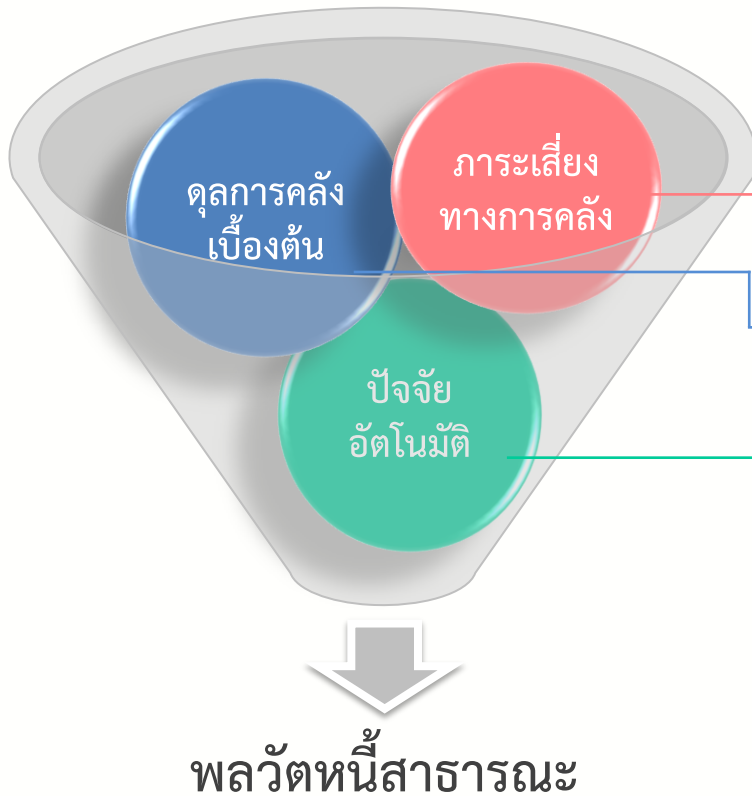 ภาระเสี่ยง
ทางการคลัง
ดุลการคลัง
เบื้องต้น
ปัจจัย
อัตโนมัติ
พลวัตหนี้สาธารณะ